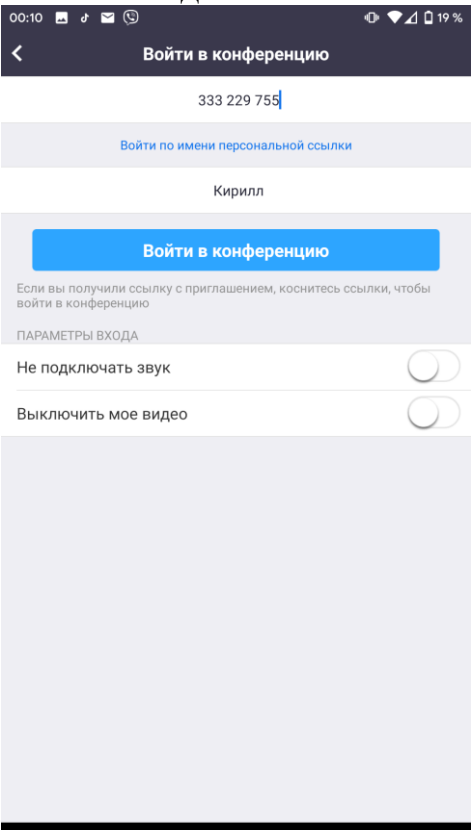 00:10 19 %
Войти в конференцию
333 229 755
Войти по имени персональной ссылки
Кирилл
Войти в конференцию
Если вы получили ссылку с приглашением, коснитесь ссылки, чтобы
войти в конференцию
ПАРАМЕТРЫ ВХОДА
Не подключать звук
Выключить мое видео